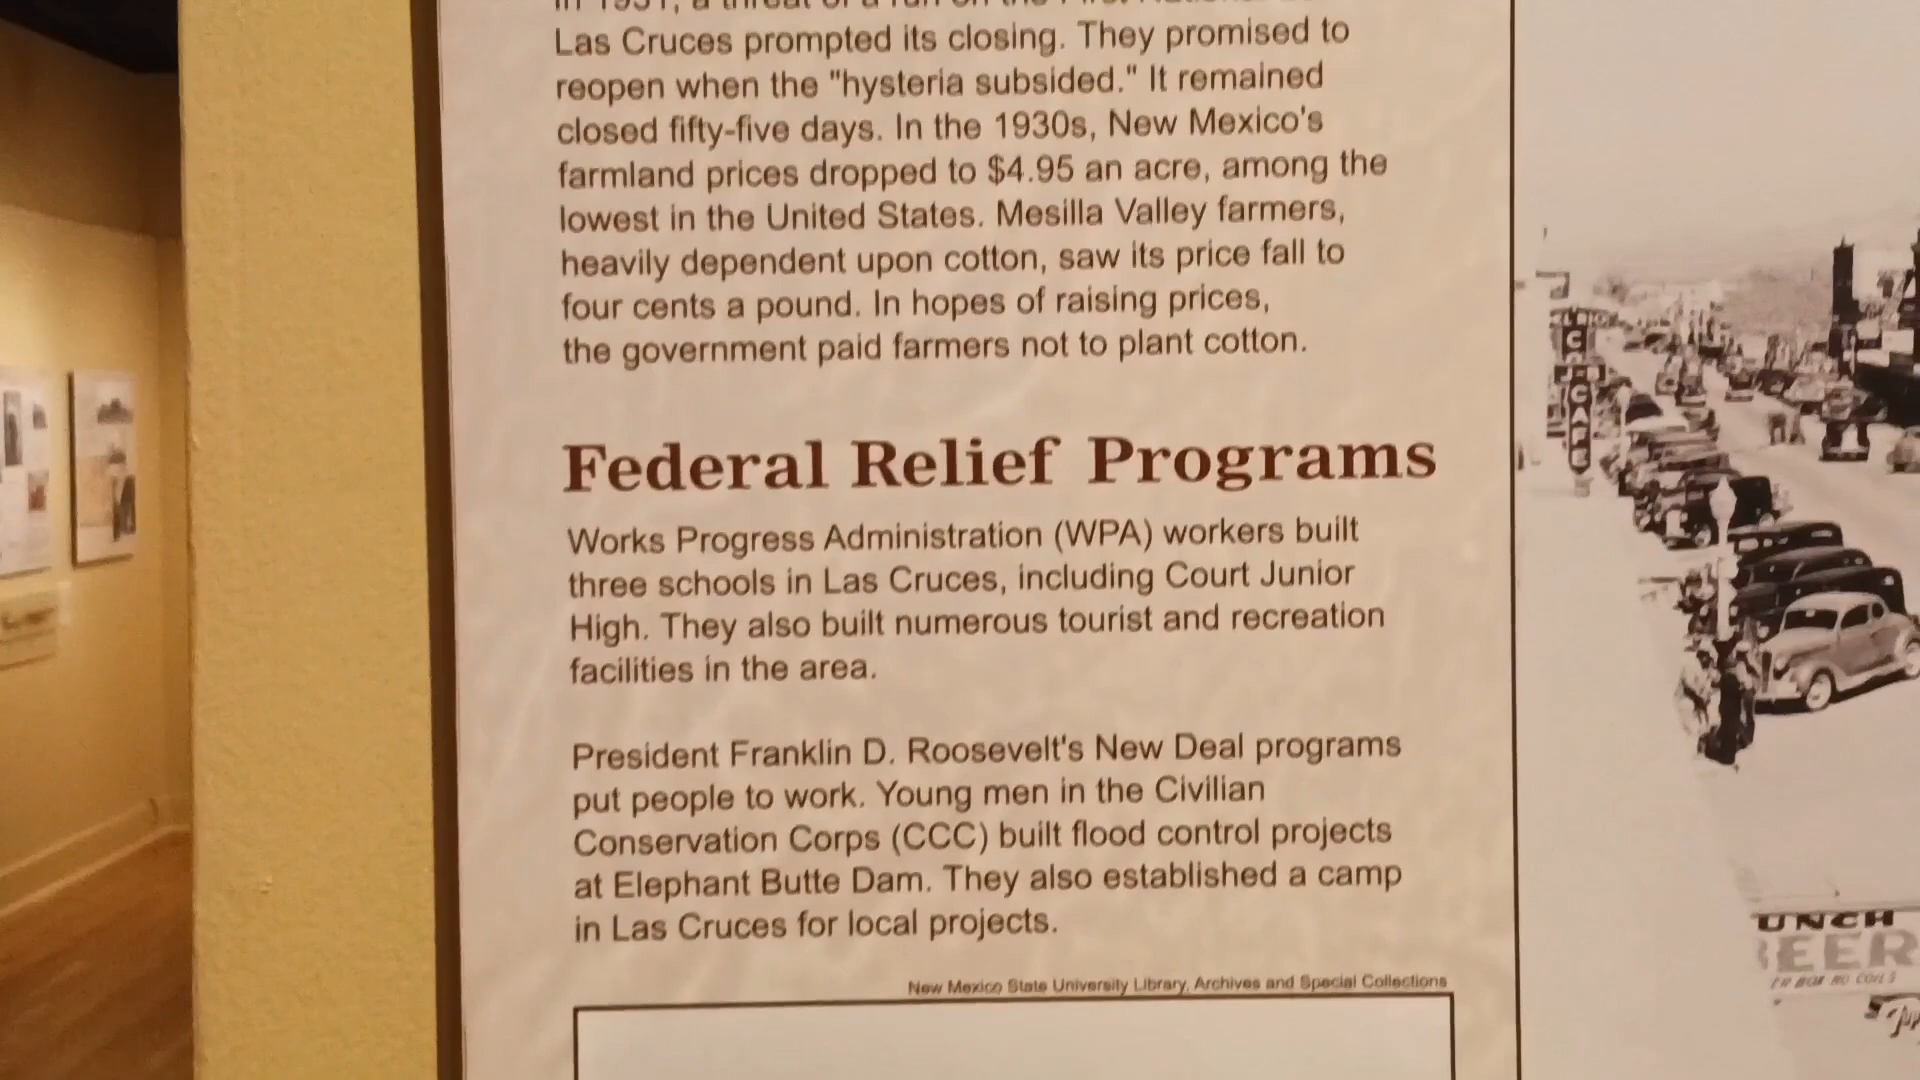 Las Cruces prompted its closing. They promised to
reopen when the "hysteria subsided." It remained
closed fifty-five days. In the 1930s, New Mexico's
farmland prices dropped to $4.95 an acre, among the
lowest in the United States. Mesilla Valley farmers,
heavily dependent upon cotton, saw its price fall to
four cents a pound. In hopes of raising prices,
the government paid farmers not to plant cotton.
Federal Relief Programs
Works Progress Administration (WPA) workers built
three schools in Las Cruces, including Court Junior
High. They also built numerous tourist and recreation
facilities in the area.
President Franklin D. Roosevelt's New Deal programs
put people to work. Young men in the Civilian
Conservation Corps (CCC) built flood control projects
at Elephant Butte Dam. They also established a camp
in Las Cruces for local projects.
New Mexico State University Library, Archives and Special Collections
CAFE
UNCH
BEER